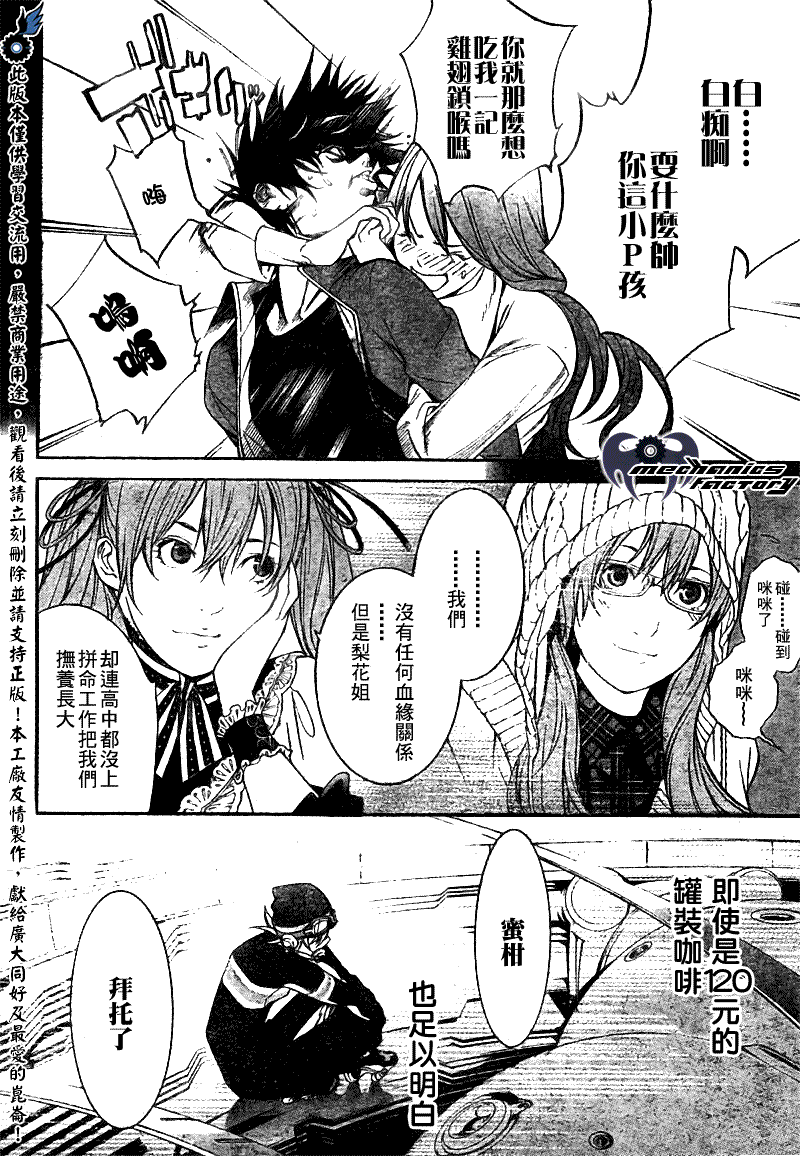 白……
白痴啊
耍什麼帥
你這小P孩
你就那麼想
吃我一記
雞翅鎖喉嗎
嗨
嗚
啊
碰……碰到
咪咪了
咪咪～
………
………我們
沒有任何血緣關係
……
但是梨花姐
却連高中都沒上
拼命工作把我們
撫養長大
即使是120元的
罐裝咖啡
也足以明白
蜜柑
拜托了
mechanics
factory
此版本僅供學習交流用，嚴禁商業用途，觀看後請立刻刪除並請支持正版！本工廠友情製作，獻給廣大同好及最愛的崑崙！